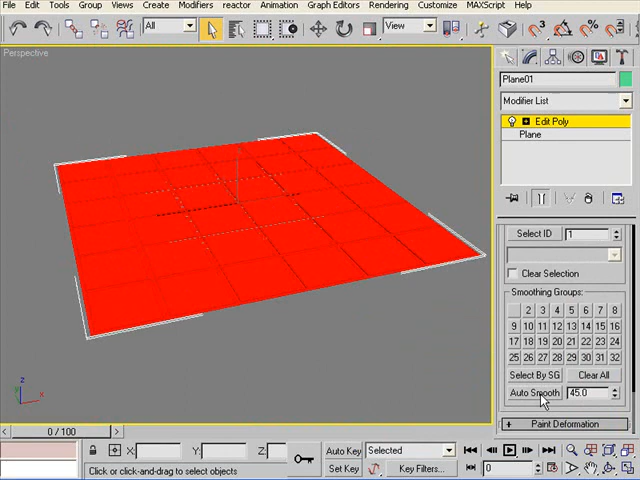 File Edit Tools Group Views Create Modifiers reactor Animation Graph Editors Rendering Customize MAXScript Help
All
View
3
Perspective
Plane01
Modifier List
Edit Poly
Plane
Select ID 1
Clear Selection
Smoothing Groups:
2 3 4 5 6 7 8
9 10 11 12 13 14 15 16
17 18 19 20 21 22 23 24
25 26 27 28 29 30 31 32
Select By SG Clear All
Auto Smooth 45.0
+ Paint Deformation
z
x
0 / 100
X: Y: Z:
Auto Key Selected
Set Key Key Filters...
0
Click or click-and-drag to select objects